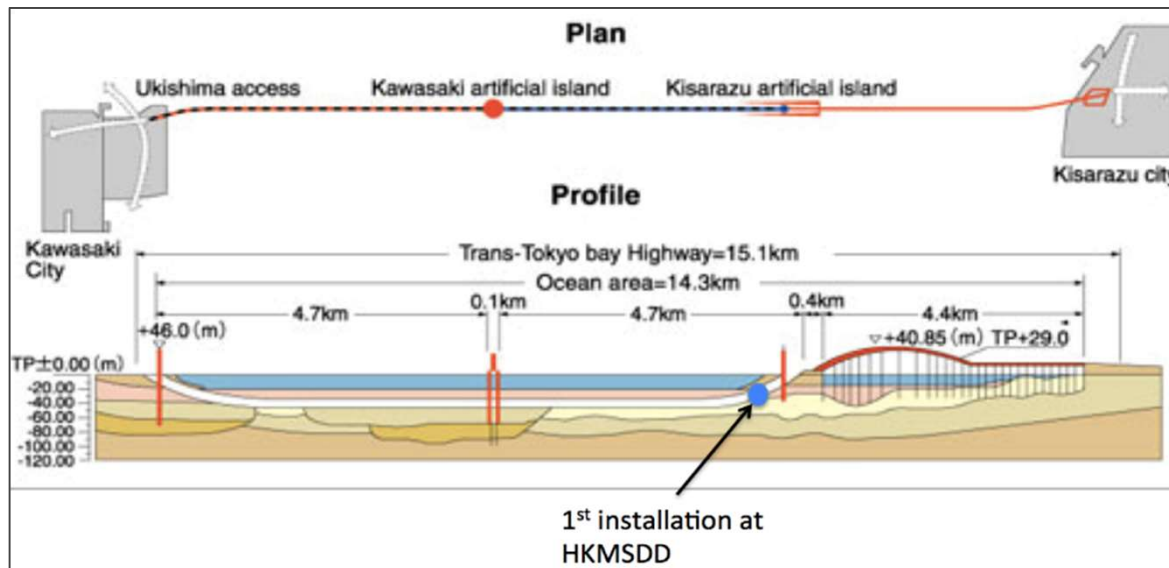 Plan
Ukishima access
Kawasaki artificial island
Kisarazu artificial island
Kisarazu city
Kawasaki
City
Profile
Trans-Tokyo bay Highway=15.1km
Ocean area=14.3km
4.7km
0.1km
4.7km
0.4km
4.4km
+46.0 (m)
▽+40.85 (m) TP+29.0
TP±0.00 (m)
-20.00
-40.00
-60.00
-80.00
-100.00
-120.00
1st installation at
HKMSDD